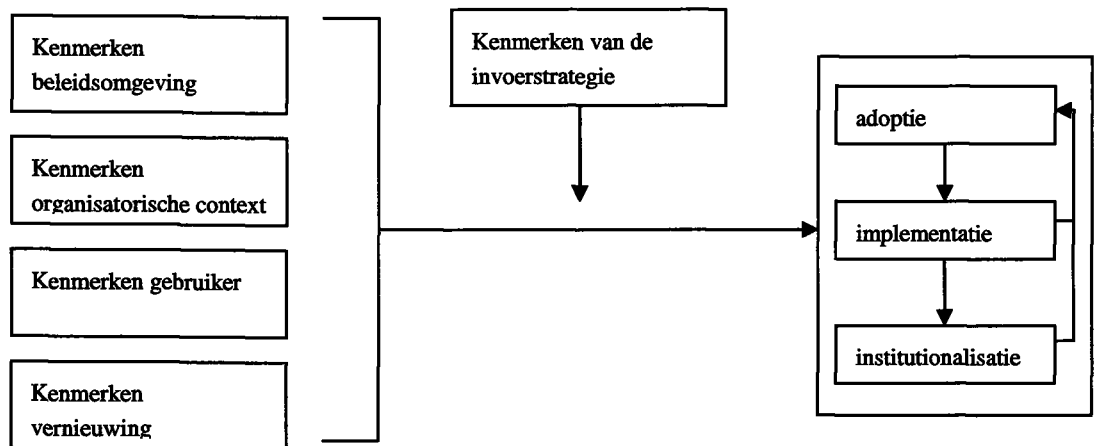 Kenmerken
beleidsomgeving
Kenmerken
organisatorische context
Kenmerken gebruiker
Kenmerken
vernieuwing
Kenmerken van de
invoerstrategie
adoptie
implementatie
institutionalisatie